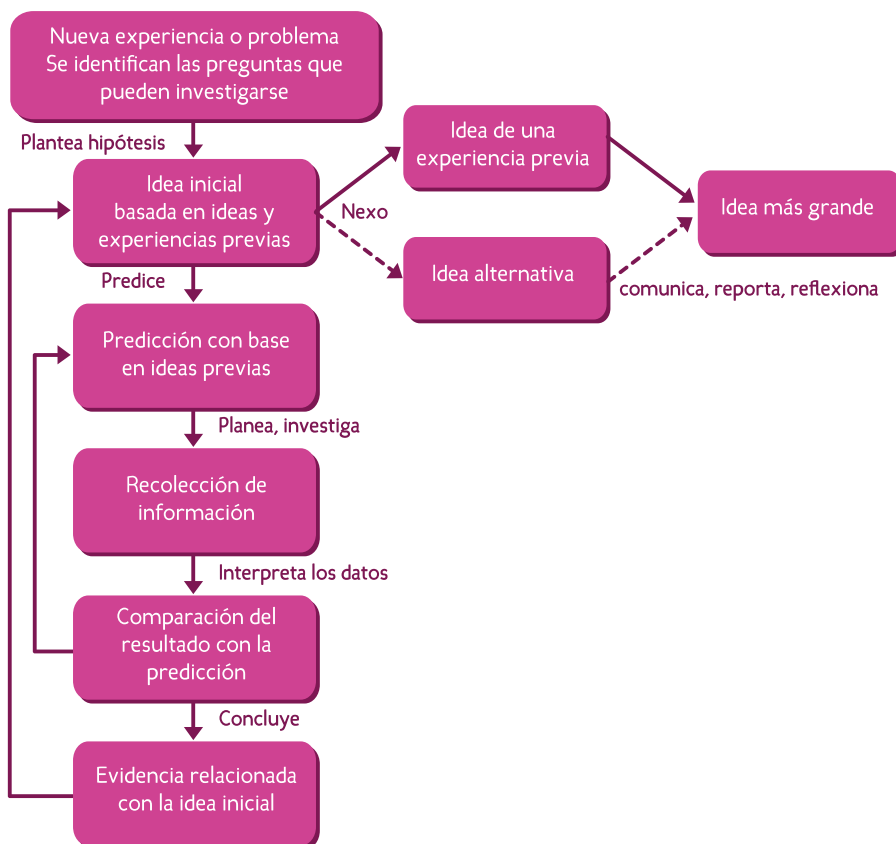 Nueva experiencia o problema
Se identifican las preguntas que
pueden investigarse
Plantea hipótesis
Idea inicial
basada en ideas y
experiencias previas
Nexo
Idea de una
experiencia previa
Idea alternativa
Idea más grande
comunica, reporta, reflexiona
Predice
Predicción con base
en ideas previas
Planea, investiga
Recolección de
información
Interpreta los datos
Comparación del
resultado con la
predicción
Concluye
Evidencia relacionada
con la idea inicial